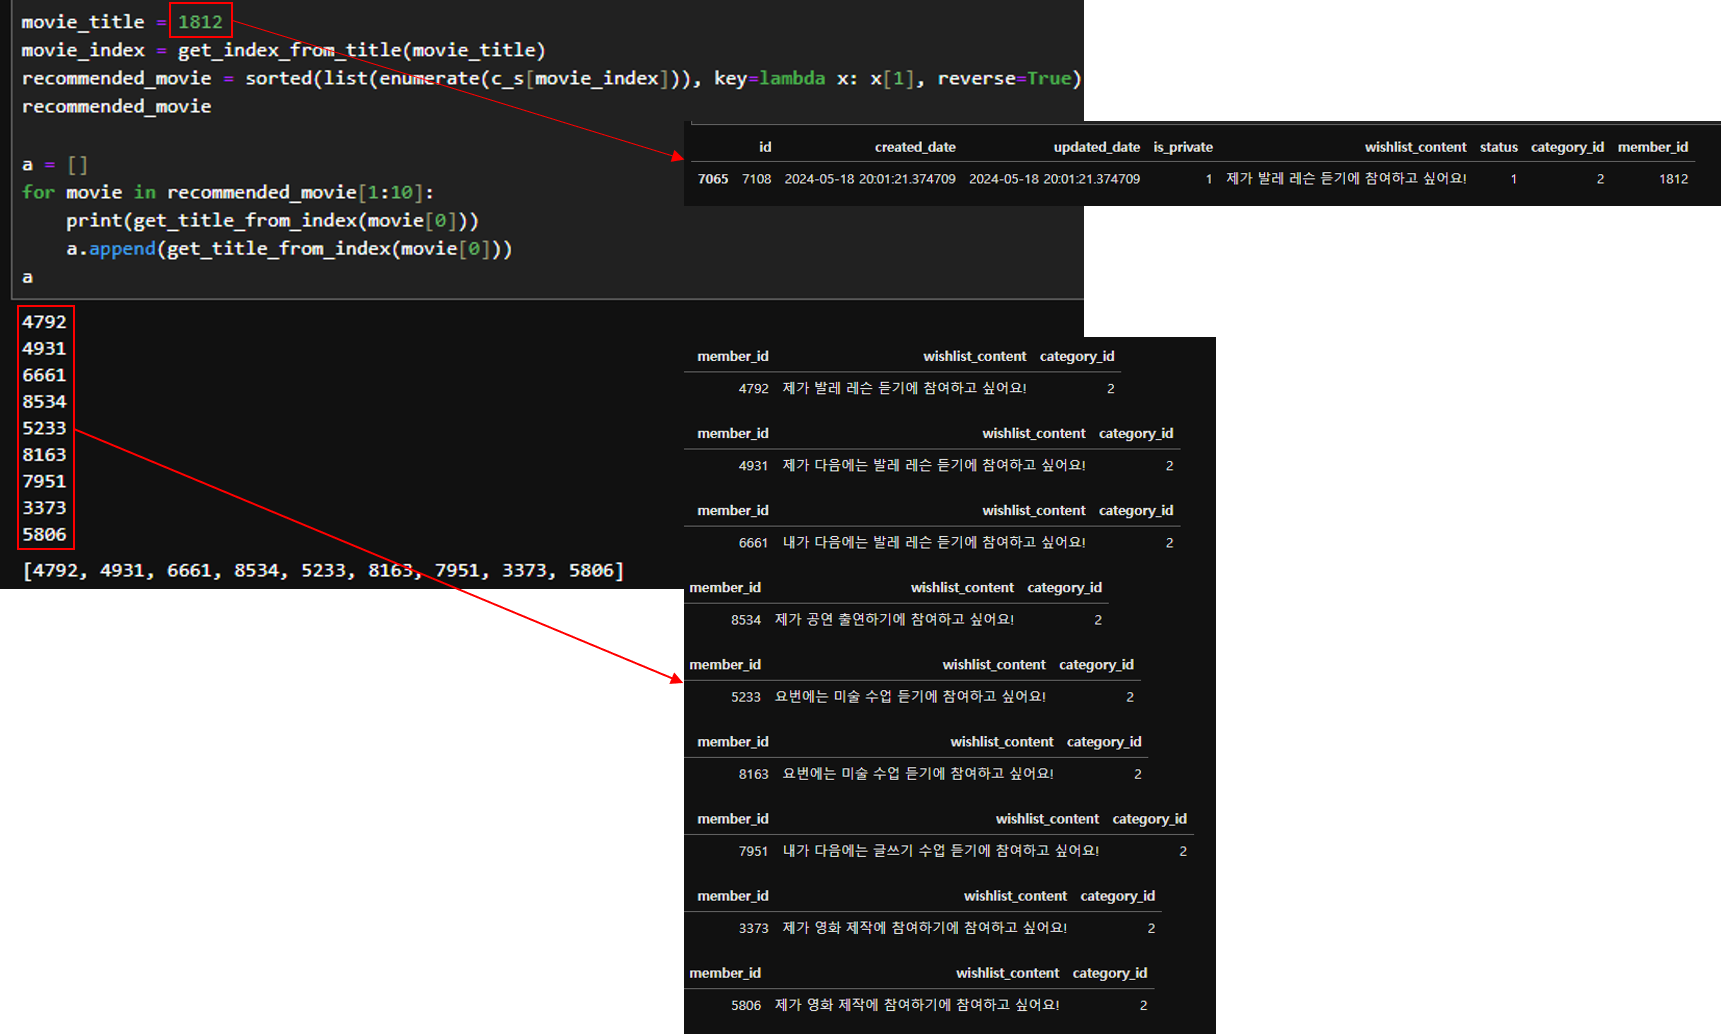 movie_title = 1812
movie_index = get_index_from_title(movie_title)
recommended_movie = sorted(list(enumerate(c_s[movie_index])), key=lambda x: x[1], reverse=True)
recommended_movie
a = []
for movie in recommended_movie[1:10]:
    print(get_title_from_index(movie[0]))
    a.append(get_title_from_index(movie[0]))
a
4792
4931
6661
8534
5233
8163
7951
3373
5806
[4792, 4931, 6661, 8534, 5233, 8163, 7951, 3373, 5806]
id created_date updated_date is_private wishlist_content status category_id member_id
7065 7108 2024-05-18 20:01:21.374709 2024-05-18 20:01:21.374709 1 제가 발레 레슨 듣기에 참여하고 싶어요! 1 2 1812
member_id wishlist_content category_id
4792 제가 발레 레슨 듣기에 참여하고 싶어요! 2
member_id wishlist_content category_id
4931 제가 다음에는 발레 레슨 듣기에 참여하고 싶어요! 2
member_id wishlist_content category_id
6661 내가 다음에는 발레 레슨 듣기에 참여하고 싶어요! 2
member_id wishlist_content category_id
8534 제가 공연 출연하기에 참여하고 싶어요! 2
member_id wishlist_content category_id
5233 요번에는 미술 수업 듣기에 참여하고 싶어요! 2
member_id wishlist_content category_id
8163 요번에는 미술 수업 듣기에 참여하고 싶어요! 2
member_id wishlist_content category_id
7951 내가 다음에는 글쓰기 수업 듣기에 참여하고 싶어요! 2
member_id wishlist_content category_id
3373 제가 영화 제작에 참여하기에 참여하고 싶어요! 2
member_id wishlist_content category_id
5806 제가 영화 제작에 참여하기에 참여하고 싶어요! 2